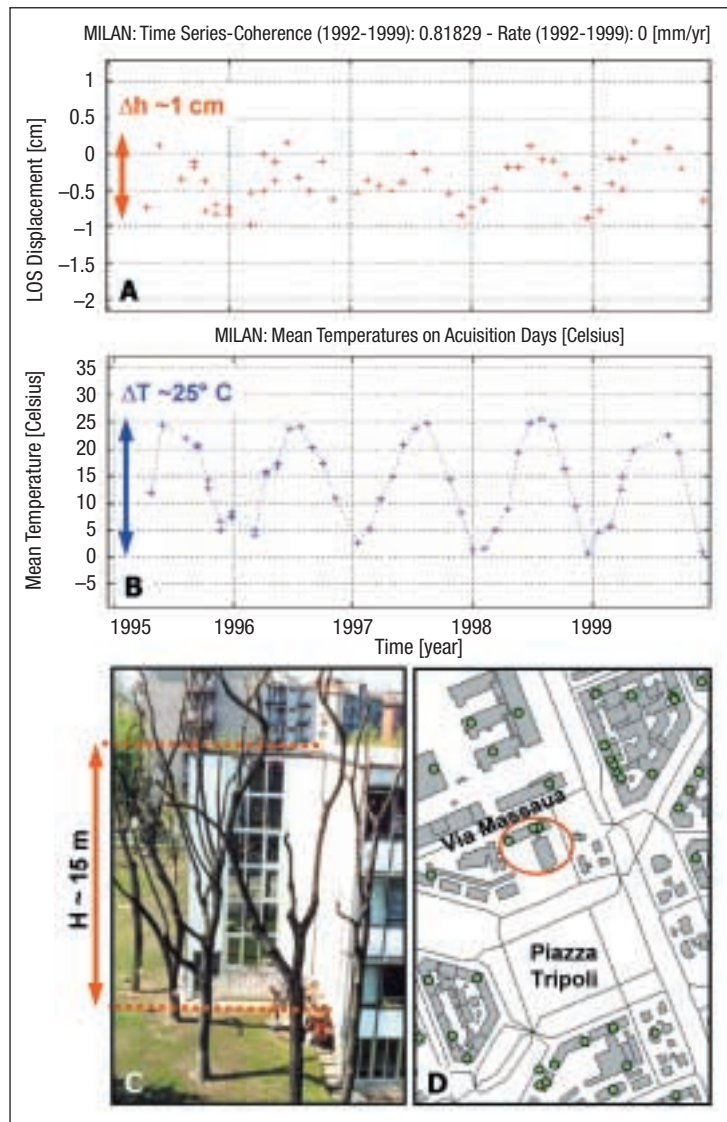 MILAN: Time Series-Coherence (1992-1999): 0.81829 - Rate (1992-1999): 0 [mm/yr]
LOS Displacement [cm]
1
0.5
0
−0.5
−1
−1.5
−2
Δh ~1 cm
A
MILAN: Mean Temperatures on Acuisition Days [Celsius]
Mean Temperature [Celsius]
35
30
25
20
15
10
5
0
−5
ΔT ~25° C
B
1995 1996 1997 1998 1999
Time [year]
H ~ 15 m
C
Via Massaua
Piazza
Tripoli
D